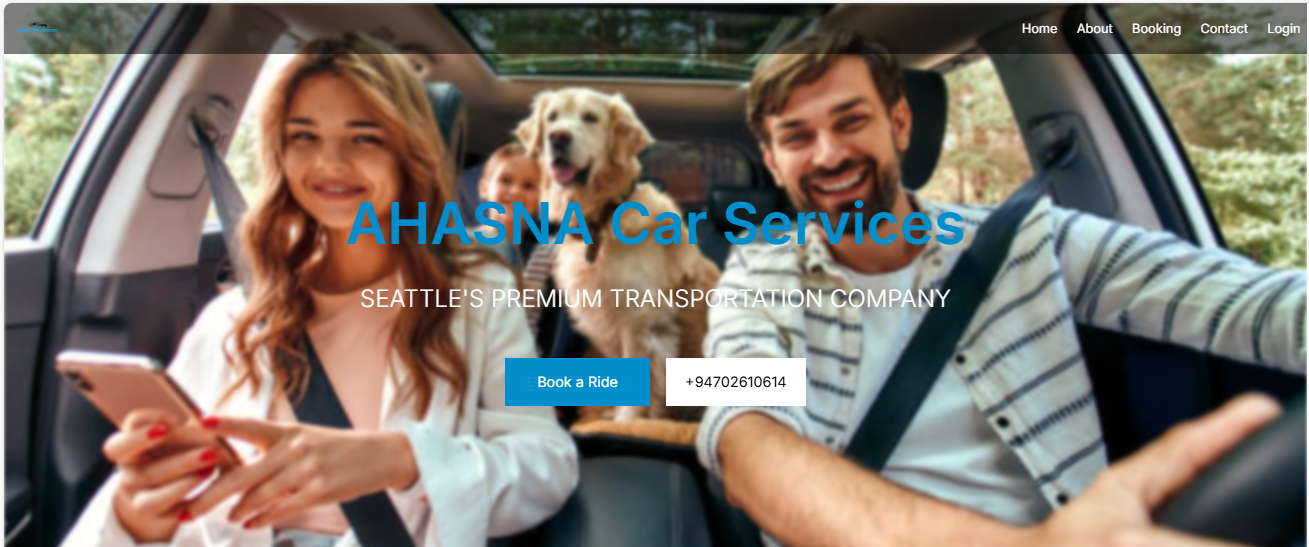 Home About Booking Contact Login
AHASNA Car Services
SEATTLE'S PREMIUM TRANSPORTATION COMPANY
Book a Ride +94702610614